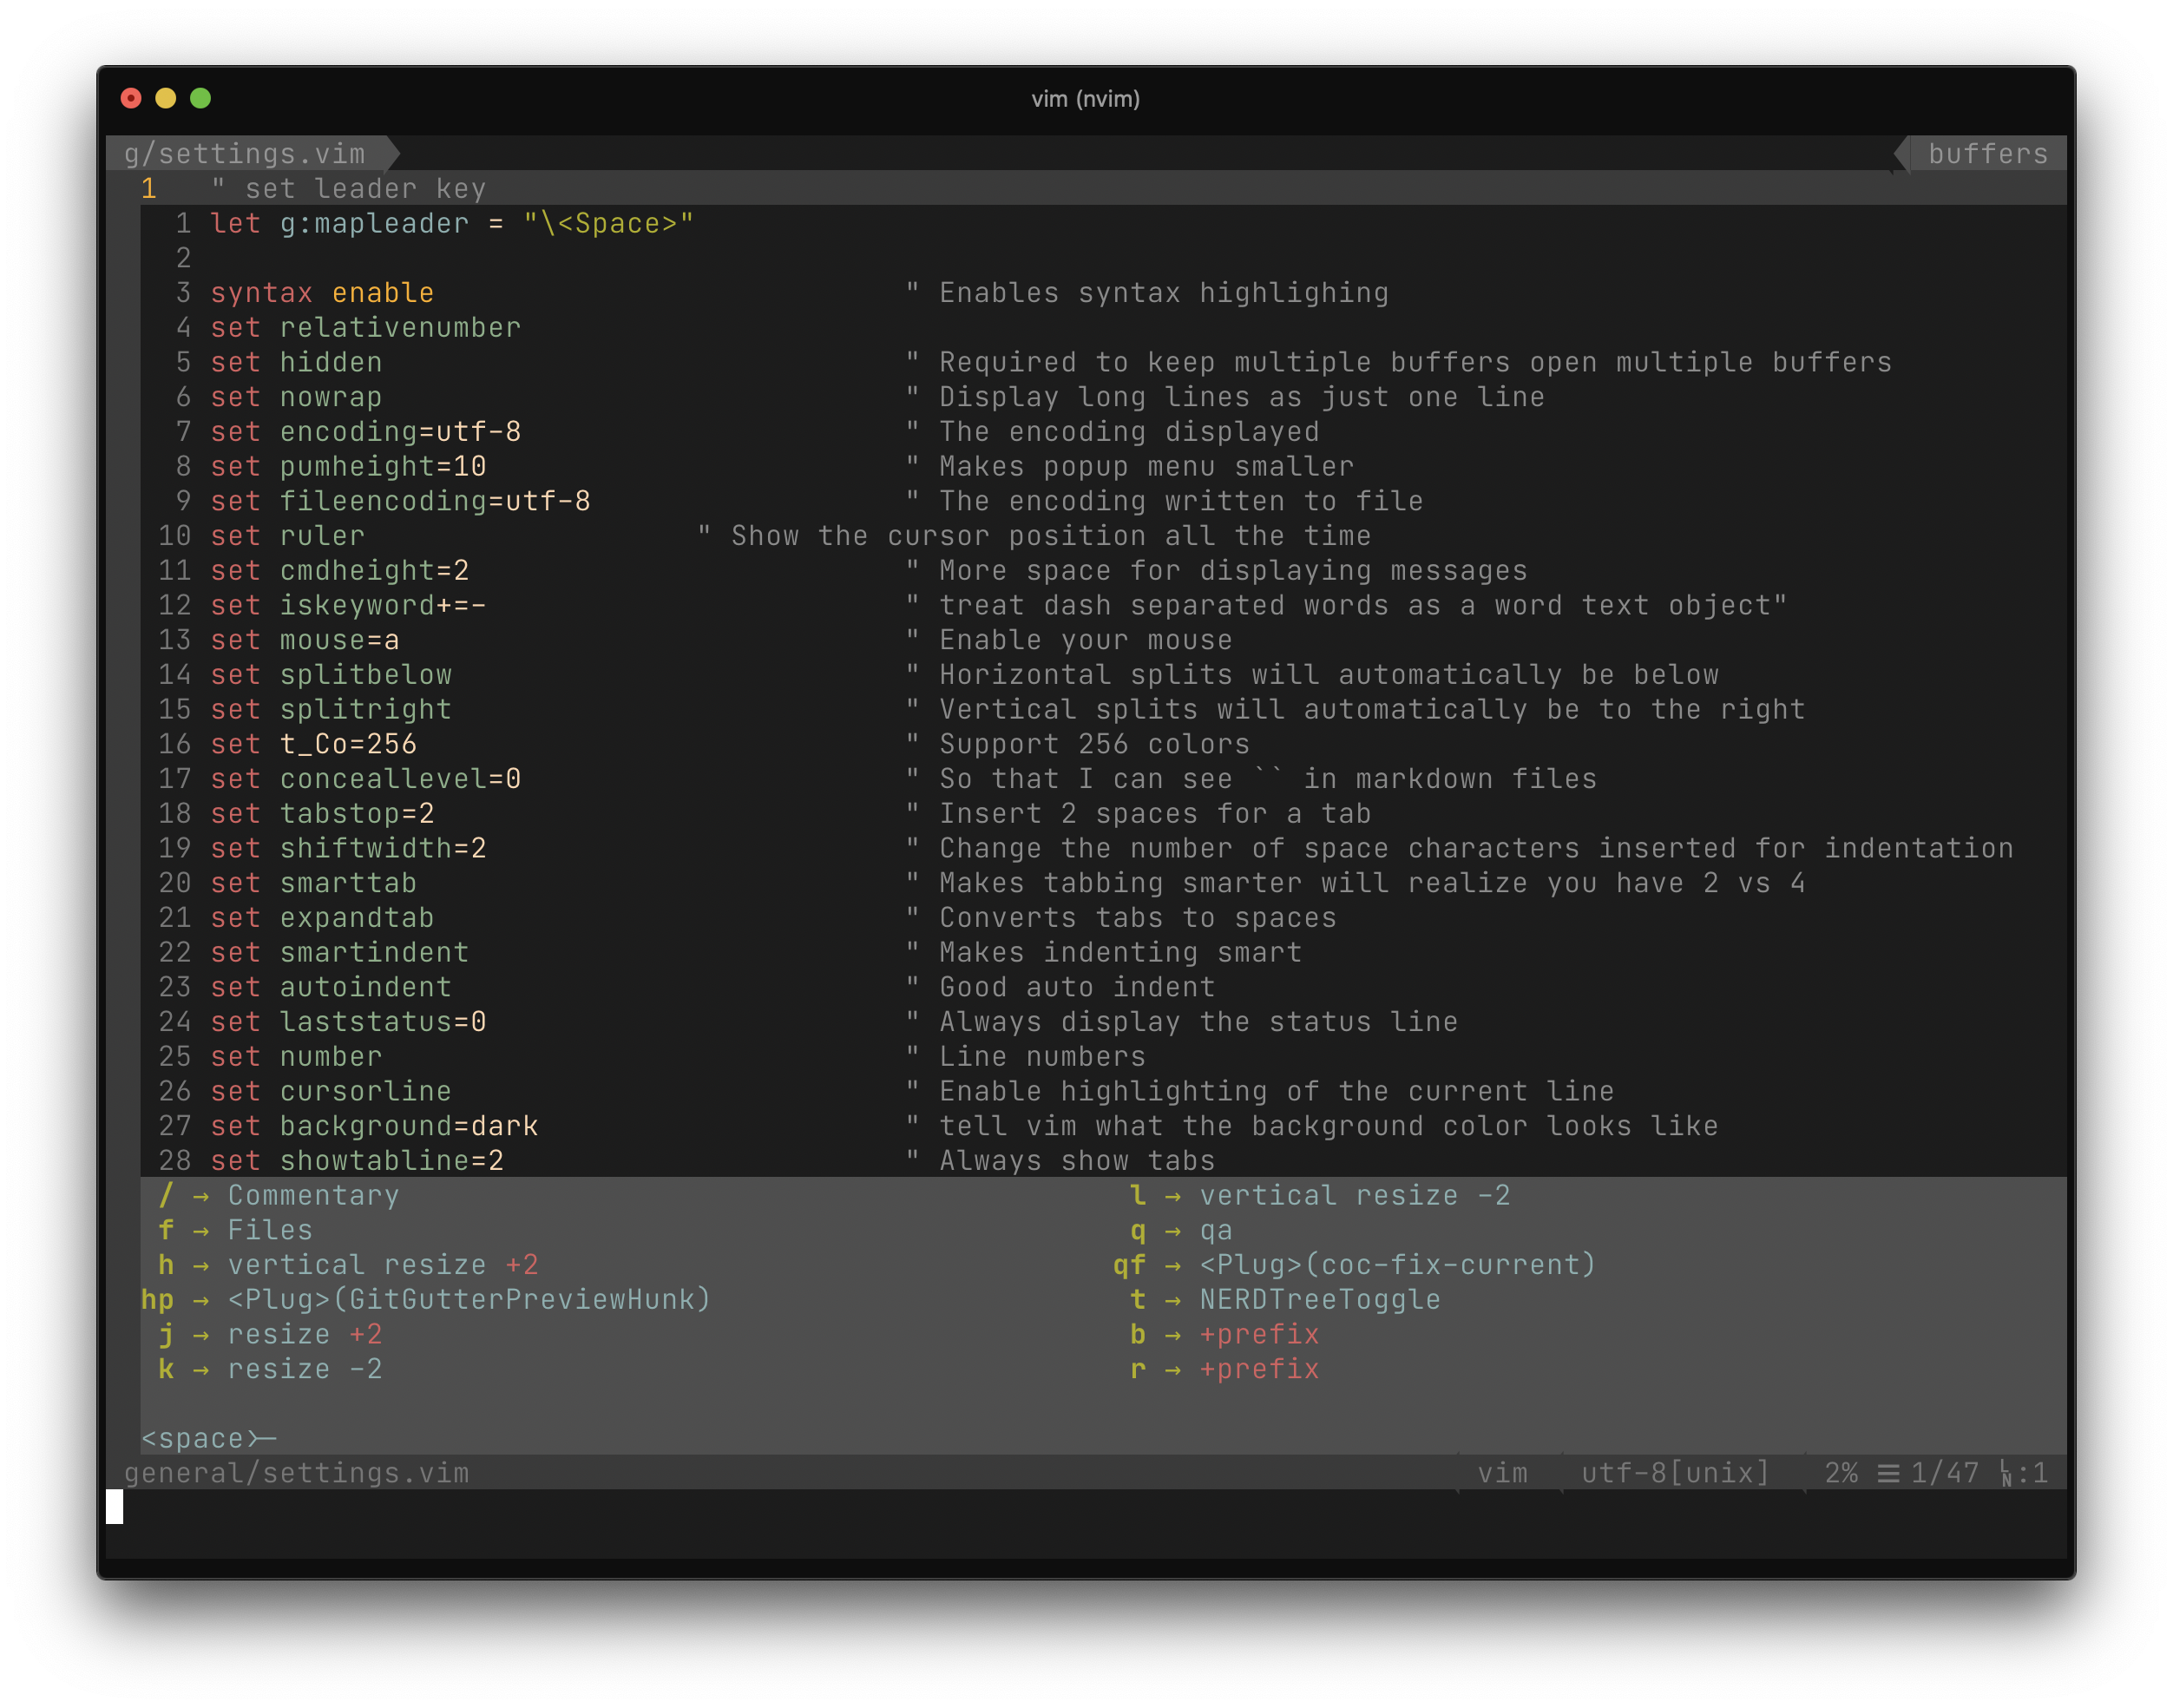 vim (nvim)
g/settings.vim buffers
1 " set leader key
1 let g:mapleader = "\<Space>"
2
3 syntax enable " Enables syntax highlighing
4 set relativenumber
5 set hidden " Required to keep multiple buffers open multiple buffers
6 set nowrap " Display long lines as just one line
7 set encoding=utf-8 " The encoding displayed
8 set pumheight=10 " Makes popup menu smaller
9 set fileencoding=utf-8 " The encoding written to file
10 set ruler " Show the cursor position all the time
11 set cmdheight=2 " More space for displaying messages
12 set iskeyword+=- " treat dash separated words as a word text object"
13 set mouse=a " Enable your mouse
14 set splitbelow " Horizontal splits will automatically be below
15 set splitright " Vertical splits will automatically be to the right
16 set t_Co=256 " Support 256 colors
17 set conceallevel=0 " So that I can see `` in markdown files
18 set tabstop=2 " Insert 2 spaces for a tab
19 set shiftwidth=2 " Change the number of space characters inserted for indentation
20 set smarttab " Makes tabbing smarter will realize you have 2 vs 4
21 set expandtab " Converts tabs to spaces
22 set smartindent " Makes indenting smart
23 set autoindent " Good auto indent
24 set laststatus=0 " Always display the status line
25 set number " Line numbers
26 set cursorline " Enable highlighting of the current line
27 set background=dark " tell vim what the background color looks like
28 set showtabline=2 " Always show tabs
/ → Commentary l → vertical resize -2
f → Files q → qa
h → vertical resize +2 qf → <Plug>(coc-fix-current)
hp → <Plug>(GitGutterPreviewHunk) t → NERDTreeToggle
j → resize +2 b → +prefix
k → resize -2 r → +prefix
<space>-
general/settings.vim vim utf-8[unix] 2% ☰ 1/47 ㏑:1